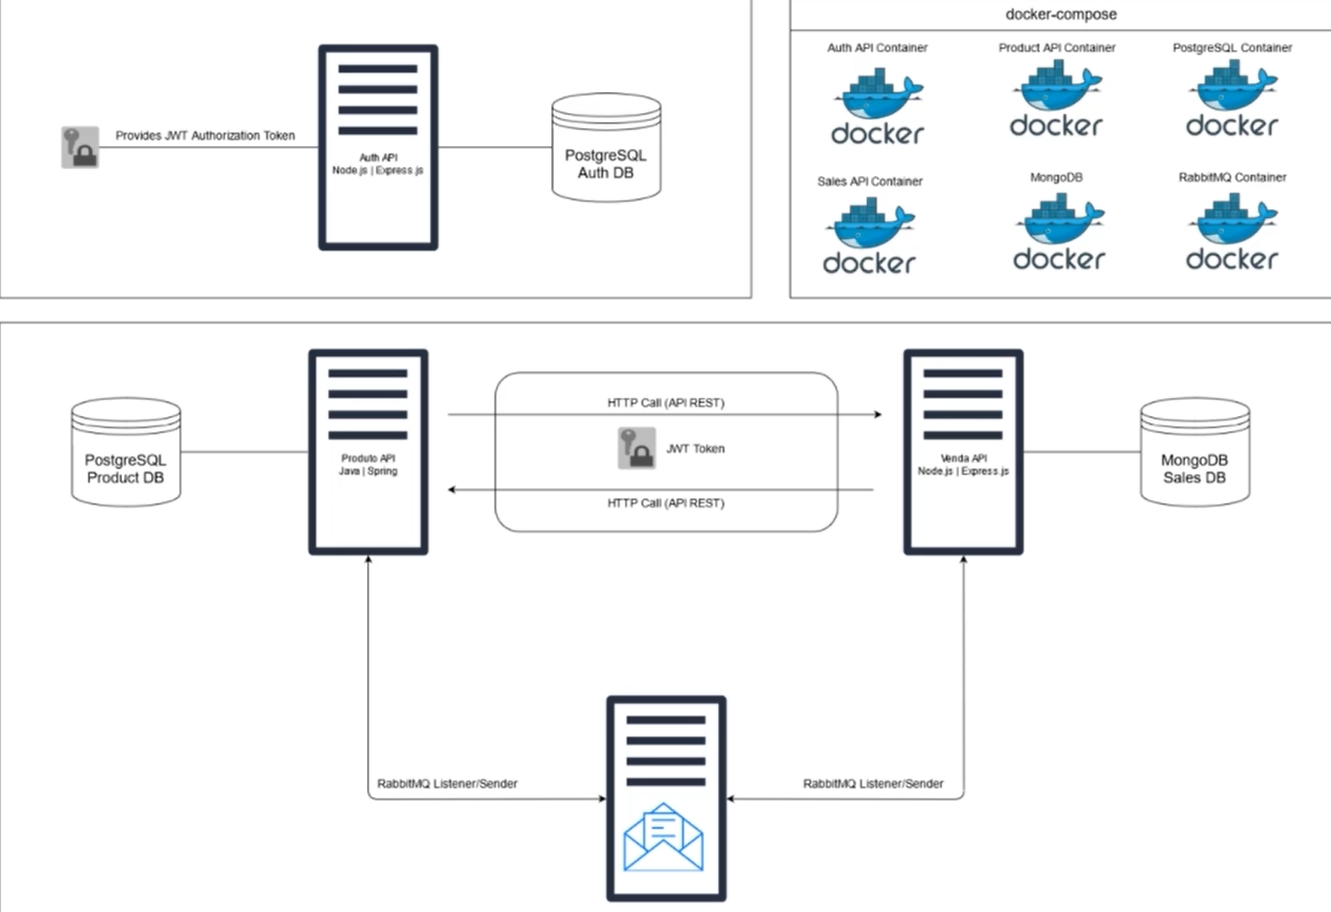 Provides JWT Authorization Token
Auth API
Node.js | Express.js
PostgreSQL
Auth DB
docker-compose
Auth API Container
Product API Container
PostgreSQL Container
docker
docker
docker
Sales API Container
MongoDB
RabbitMQ Container
docker
docker
docker
PostgreSQL
Product DB
Produto API
Java | Spring
HTTP Call (API REST)
JWT Token
HTTP Call (API REST)
Venda API
Node.js | Express.js
MongoDB
Sales DB
RabbitMQ Listener/Sender
RabbitMQ Listener/Sender